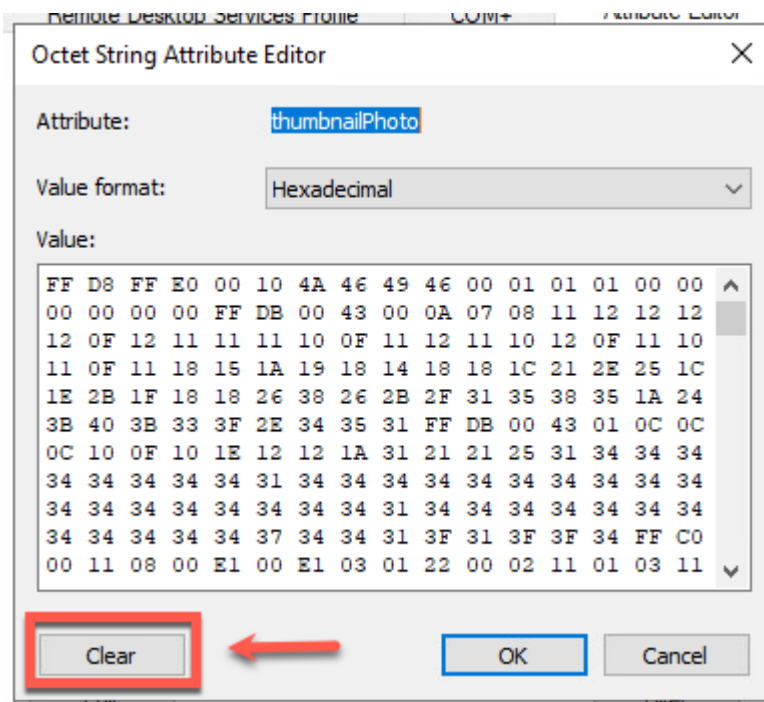 Remote Desktop Services Profile COM+ Attribute Editor
Octet String Attribute Editor
Attribute: thumbnailPhoto
Value format: Hexadecimal
Value:
FF D8 FF E0 00 10 4A 46 49 46 00 01 01 01 00 00
00 00 00 00 FF DB 00 43 00 0A 07 08 11 12 12 12
12 0F 12 11 11 11 10 0F 11 12 11 10 12 0F 11 10
11 0F 11 18 15 1A 19 18 14 18 18 1C 21 2E 25 1C
1E 2B 1F 18 18 26 38 26 2B 2F 31 35 38 35 1A 24
3B 40 3B 33 3F 2E 34 35 31 FF DB 00 43 01 0C 0C
0C 10 0F 10 1E 12 12 1A 31 21 21 25 31 34 34 34
34 34 34 34 34 31 34 34 34 34 34 34 34 34 34 34
34 34 34 34 34 34 34 34 31 34 34 34 34 34 34 34
34 34 34 34 34 37 34 34 31 3F 31 3F 3F 34 FF C0
00 11 08 00 E1 00 E1 03 01 22 00 02 11 01 03 11
Clear OK Cancel